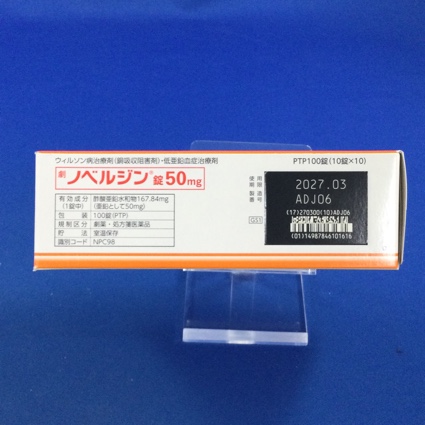 ウィルソン病治療剤(銅吸収阻害剤)・低亜鉛血症治療剤
PTP100錠(10錠×10)
劇 ノベルジン®錠50mg
有効成分(1錠中) 酢酸亜鉛水和物167.84mg
(亜鉛として50mg)
包装 100錠(PTP)
規制区分 劇薬・処方箋医薬品
貯法 室温保存
識別コード NPC98
使用期限 2027.03
製造番号 ADJ06
GS1
(17)270300(10)ADJ06
(01)14987846101616